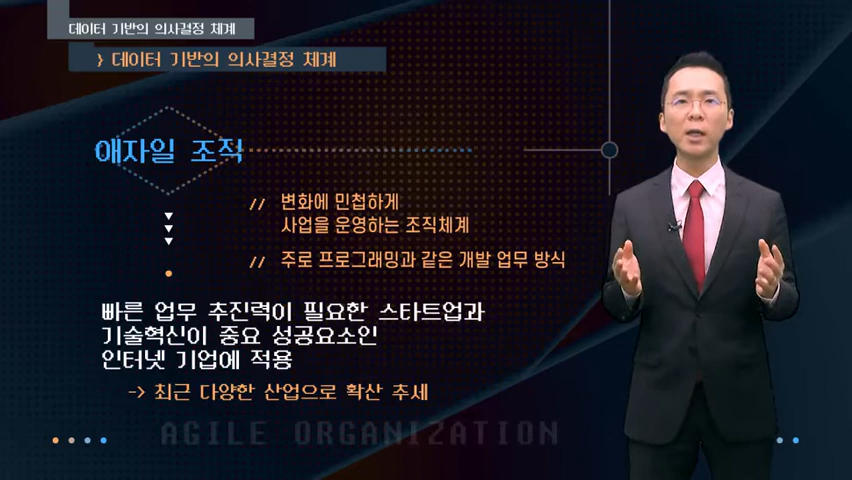 데이터 기반의 의사결정 체계
> 데이터 기반의 의사결정 체계
애자일 조직
// 변화에 민첩하게
사업을 운영하는 조직체계
// 주로 프로그래밍과 같은 개발 업무 방식
빠른 업무 추진력이 필요한 스타트업과
기술혁신이 중요 성공요소인
인터넷 기업에 적용
-> 최근 다양한 산업으로 확산 추세
AGILE ORGANIZATION